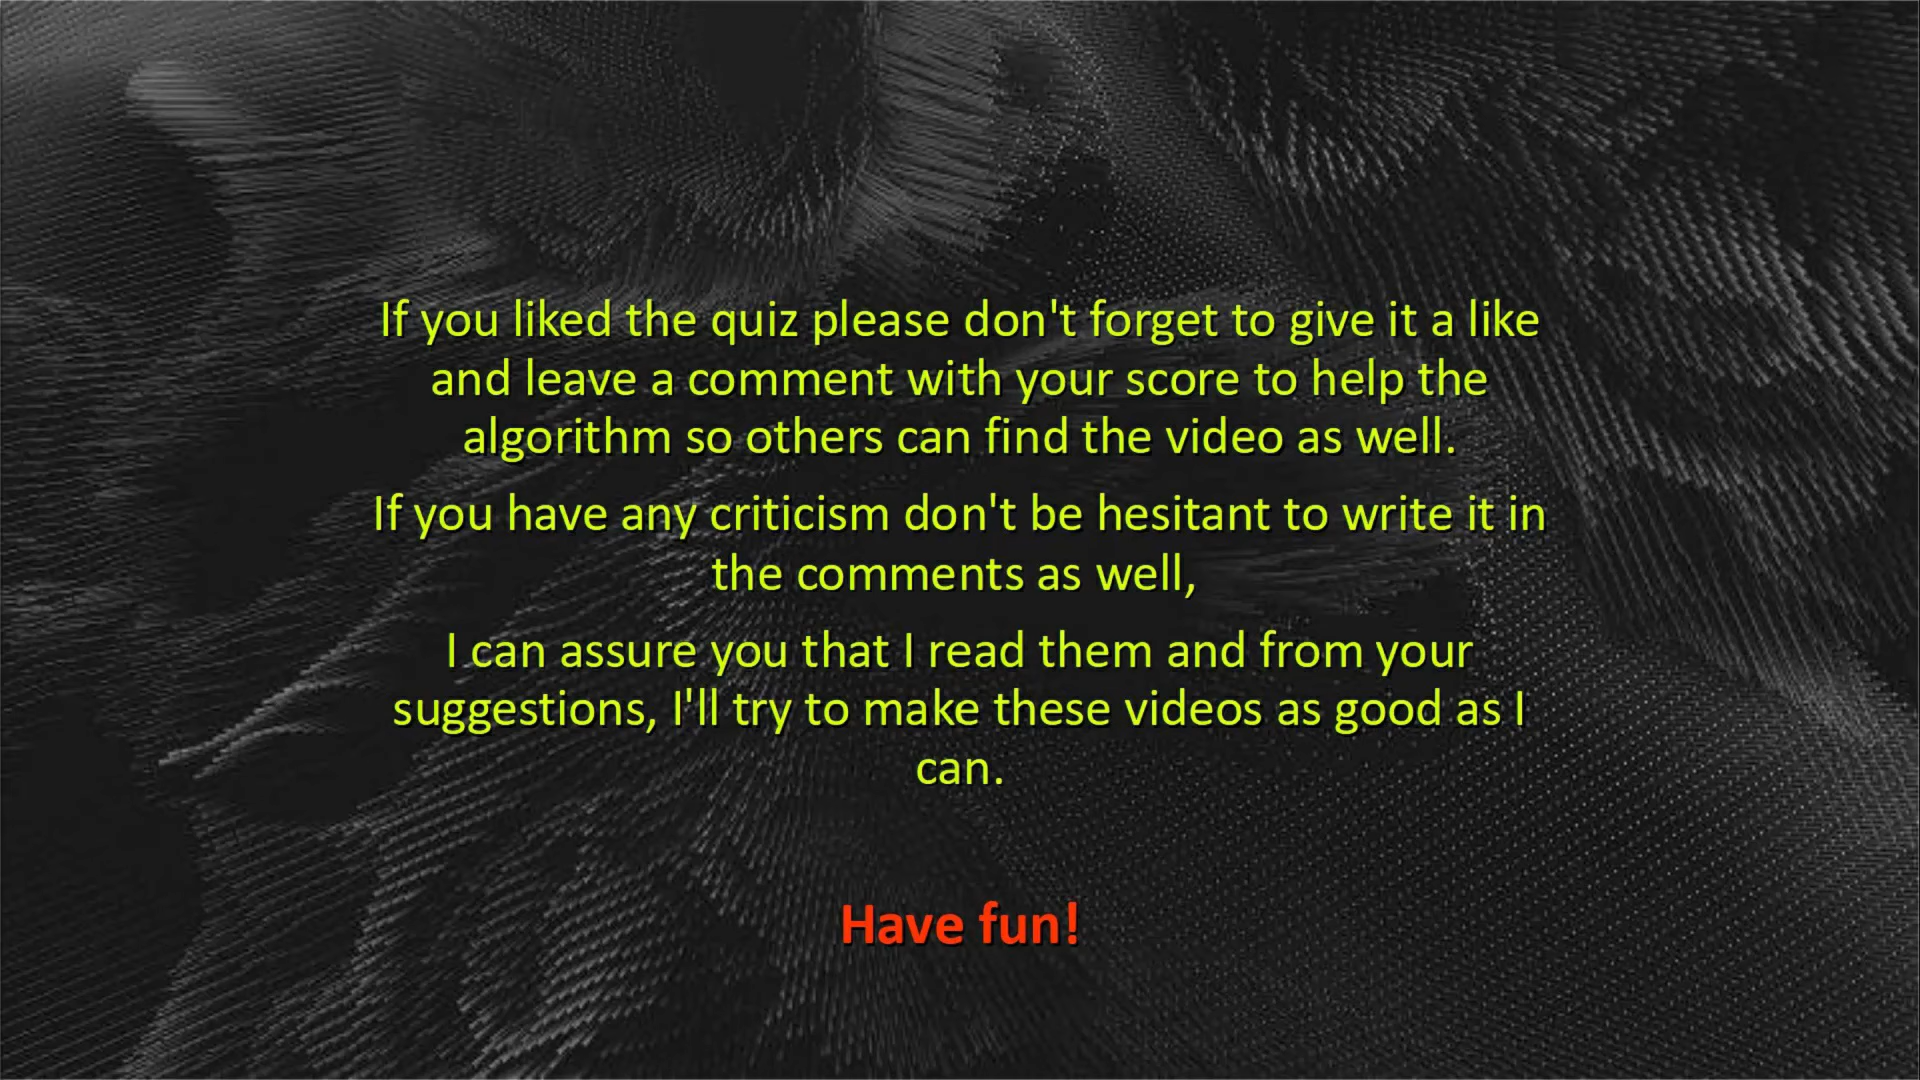 If you liked the quiz please don't forget to give it a like
and leave a comment with your score to help the
algorithm so others can find the video as well.
If you have any criticism don't be hesitant to write it in
the comments as well,
I can assure you that I read them and from your
suggestions, I'll try to make these videos as good as I
can.
Have fun!